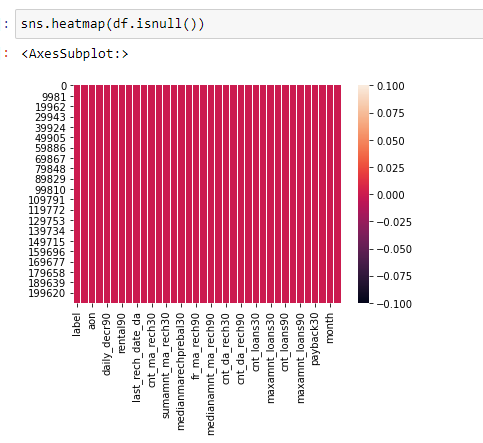 : sns.heatmap(df.isnull())
: <AxesSubplot:>
0
9981
19962
29943
39924
49905
59886
69867
79848
89829
99810
109791
119772
129753
139734
149715
159696
169677
179658
189639
199620
0.100
0.075
0.050
0.025
0.000
-0.025
-0.050
-0.075
-0.100
label
aon
daily_decr90
rental90
last_rech_date_da
cnt_ma_rech30
sumamnt_ma_rech30
medianmarechprebal30
fr_ma_rech90
medianamnt_ma_rech90
cnt_da_rech30
cnt_da_rech90
cnt_loans30
maxamnt_loans30
cnt_loans90
maxamnt_loans90
payback30
month